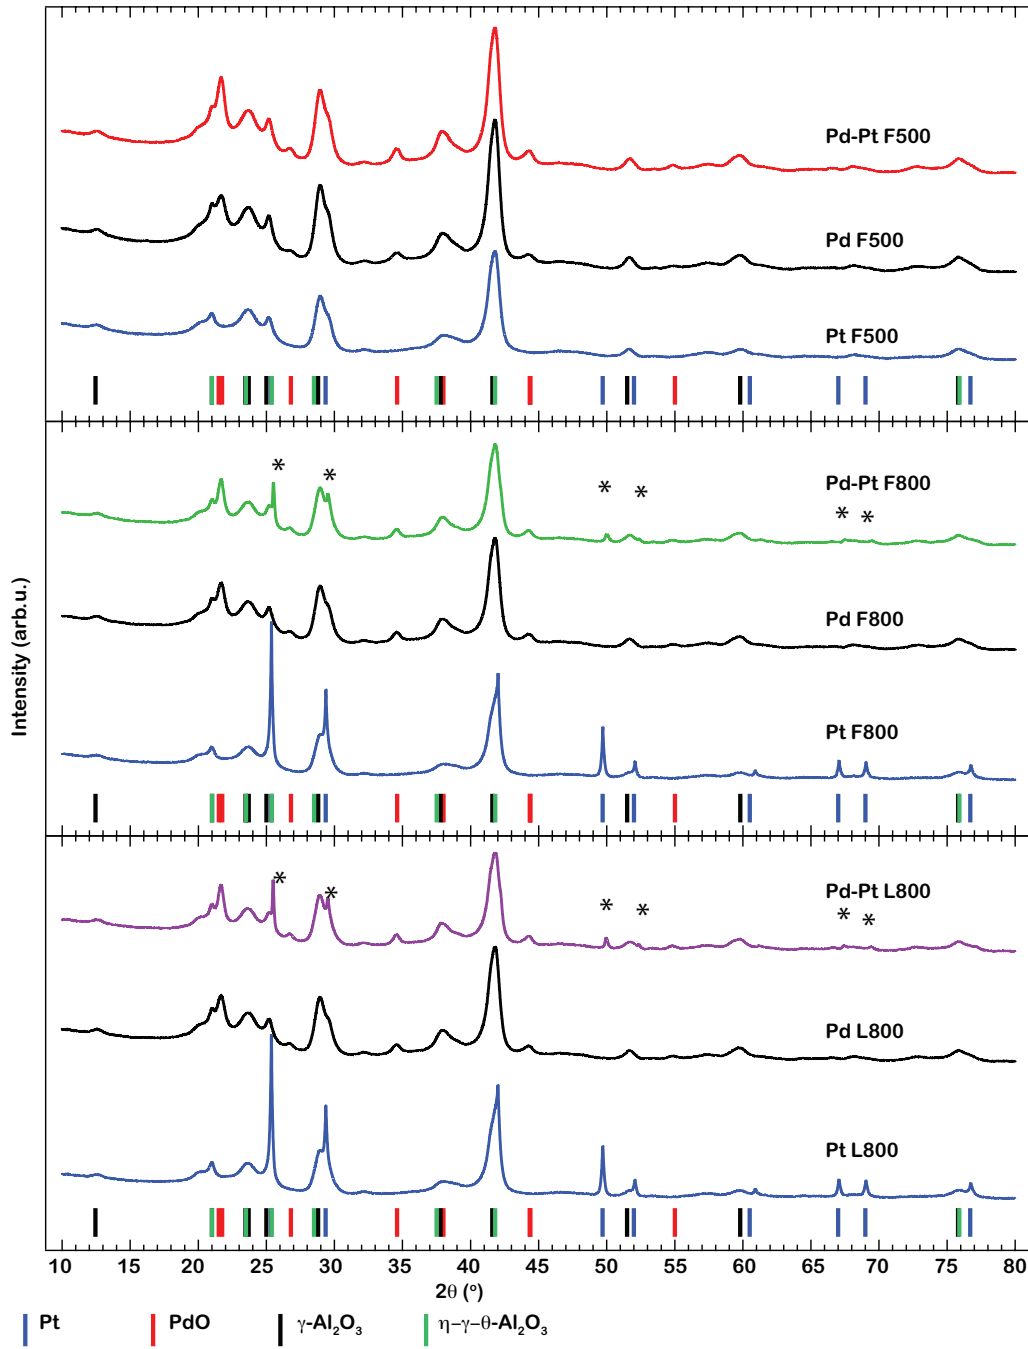 Pd-Pt F500
Pd F500
Pt F500
*
*
*
*
*
*
Pd-Pt F800
Pd F800
Pt F800
Intensity (arb.u.)
*
*
*
*
*
*
Pd-Pt L800
Pd L800
Pt L800
10 15 20 25 30 35 40 45 50 55 60 65 70 75 80
2θ (º)
Pt PdO γ-Al₂O₃ η-γ-θ-Al₂O₃